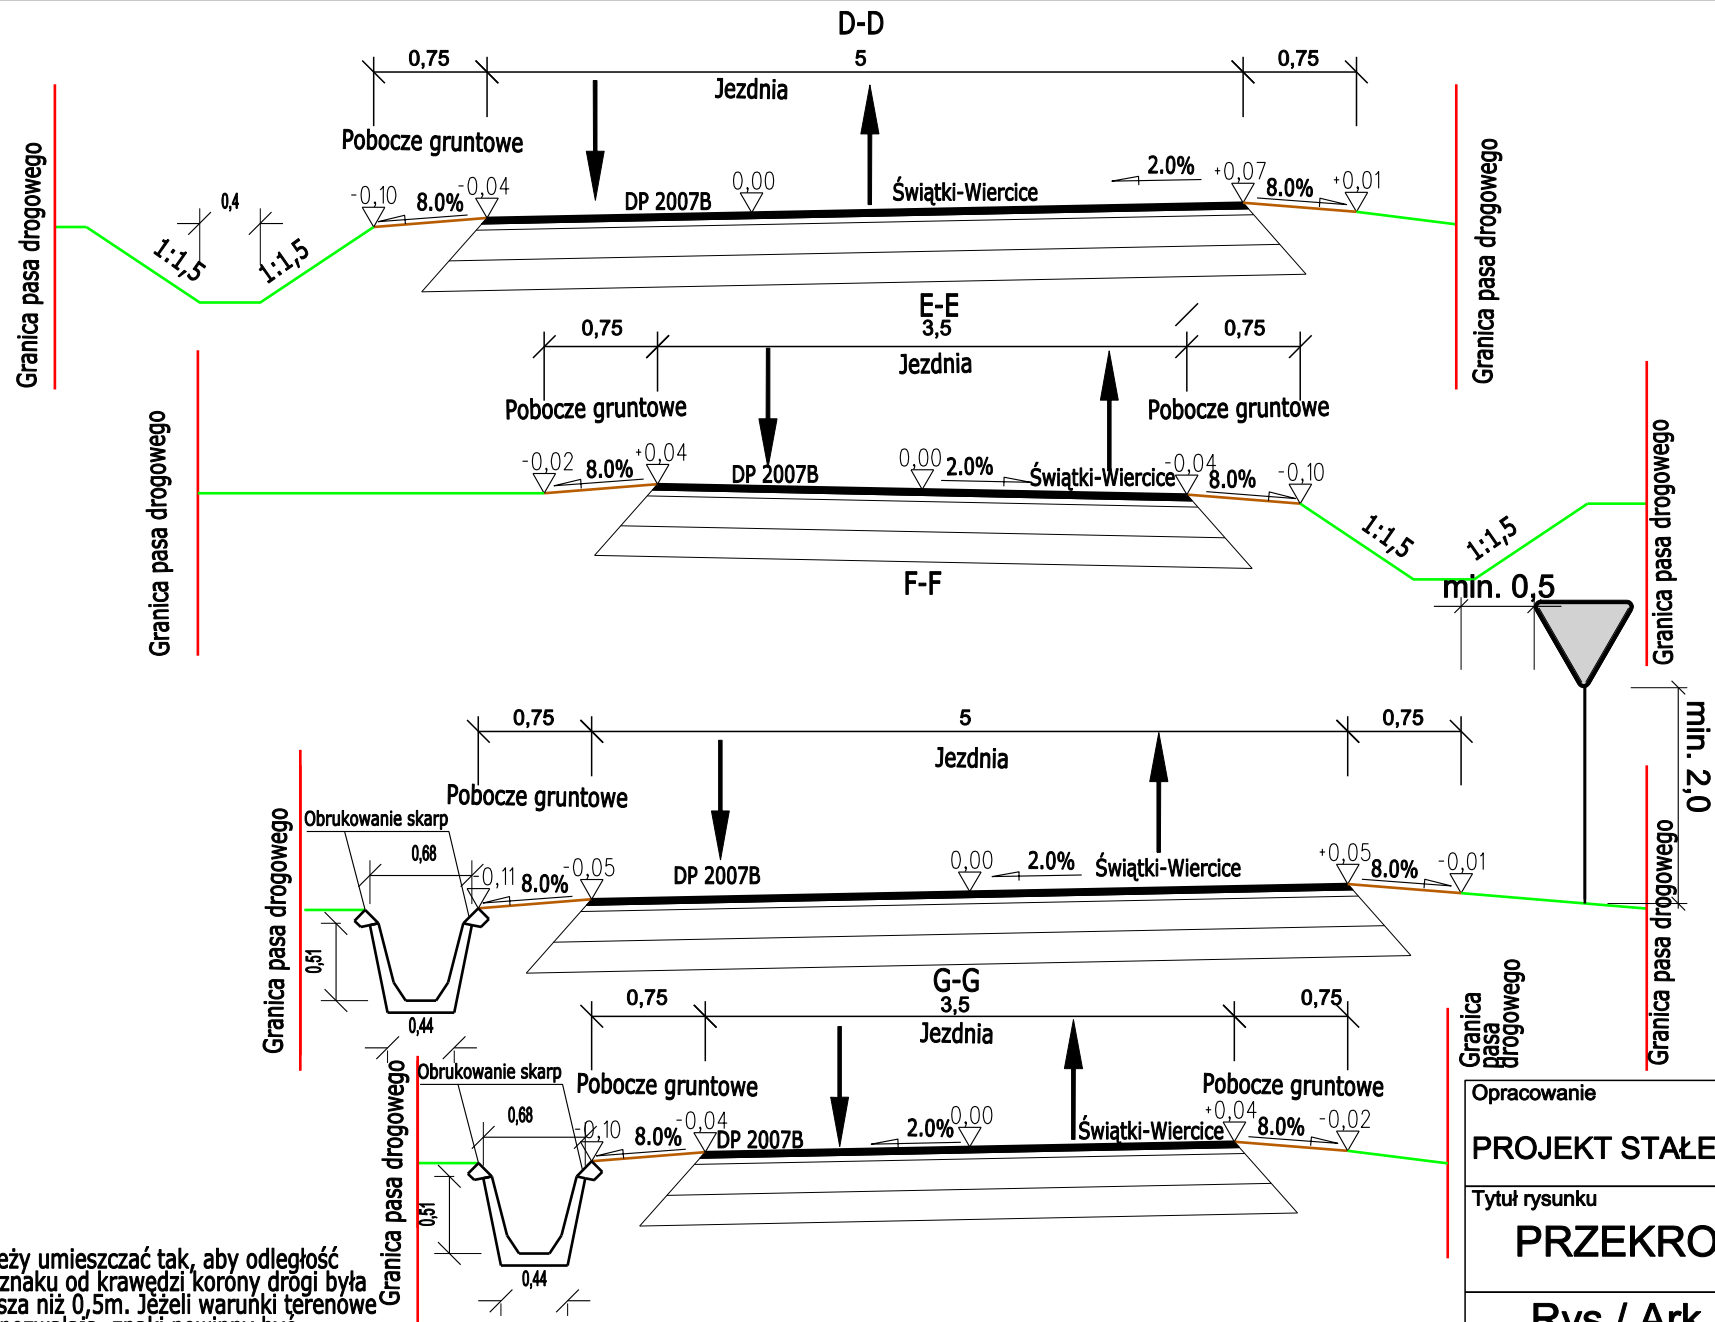 D-D
0,75
5
0,75
Jezdnia
Pobocze gruntowe
Granica pasa drogowego
0,4
1:1,5
1:1,5
-0,10
8.0%
-0,04
DP 2007B
0,00
Świątki-Wiercice
2.0%
+0,07
8.0%
+0,01
Granica pasa drogowego
E-E
0,75
3,5
0,75
Jezdnia
Pobocze gruntowe
Pobocze gruntowe
Granica pasa drogowego
-0,02
8.0%
+0,04
DP 2007B
0,00
2.0%
Świątki-Wiercice
-0,04
8.0%
-0,10
1:1,5
1:1,5
Granica pasa drogowego
F-F
min. 0,5
min. 2,0
0,75
5
0,75
Jezdnia
Pobocze gruntowe
Granica pasa drogowego
Obrukowanie skarp
0,68
-0,11
8.0%
-0,05
DP 2007B
0,00
2.0%
Świątki-Wiercice
+0,05
8.0%
-0,01
Granica pasa drogowego
0,51
0,44
G-G
0,75
3,5
0,75
Jezdnia
Pobocze gruntowe
Pobocze gruntowe
Granica pasa drogowego
Obrukowanie skarp
0,68
-0,10
8.0%
-0,04
DP 2007B
2.0%
0,00
Świątki-Wiercice
+0,04
8.0%
-0,02
Granica
pasa
drogowego
0,51
0,44
Opracowanie
PROJEKT STAŁE
Tytuł rysunku
PRZEKRO
Rys / Ark
eży umieszczać tak, aby odległość
znaku od krawędzi korony drogi była
sza niż 0,5m. Jeżeli warunki terenowe
pozwalają, znaki powinny być